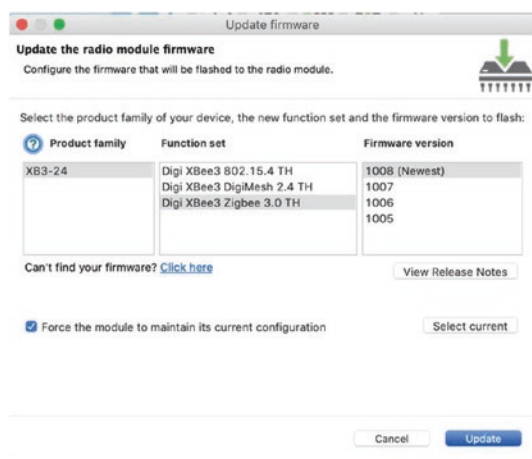 Update firmware
Update the radio module firmware
Configure the firmware that will be flashed to the radio module.
Select the product family of your device, the new function set and the firmware version to flash:
Product family Function set Firmware version
XB3-24 Digi XBee3 802.15.4 TH 1008 (Newest)
Digi XBee3 DigiMesh 2.4 TH 1007
Digi XBee3 Zigbee 3.0 TH 1006
1005
Can't find your firmware? Click here View Release Notes
Force the module to maintain its current configuration Select current
Cancel Update